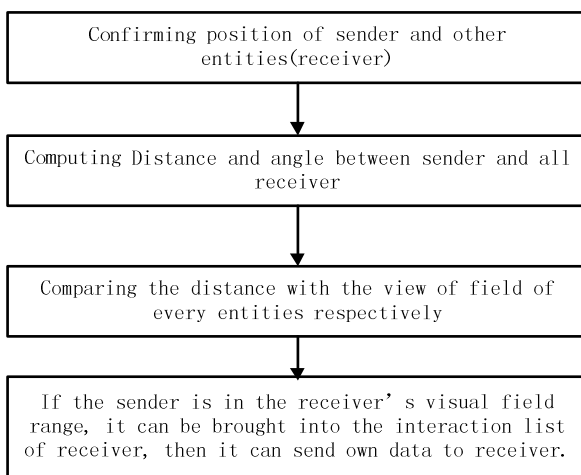 Confirming position of sender and other
entities(receiver)
Computing Distance and angle between sender and all
receiver
Comparing the distance with the view of field of
every entities respectively
If the sender is in the receiver’s visual field
range, it can be brought into the interaction list
of receiver, then it can send own data to receiver.